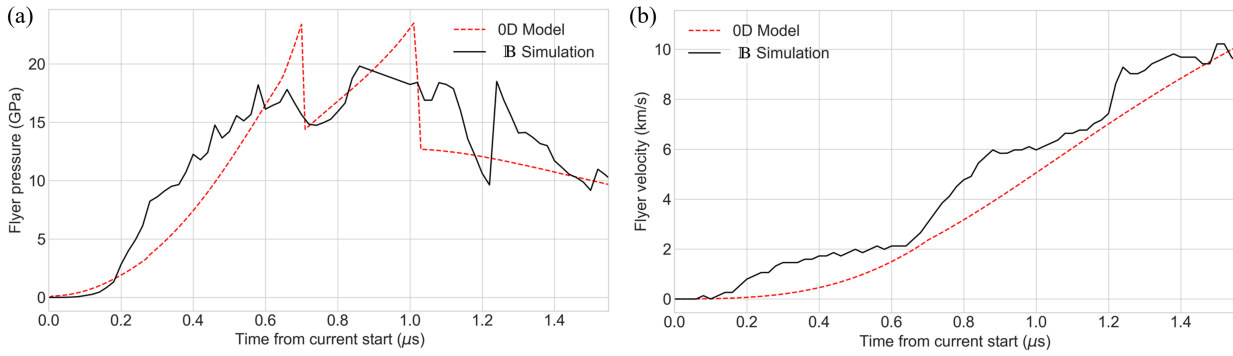 (a)
0D Model
𝔹 Simulation
Flyer pressure (GPa)
20
15
10
5
0
0.0 0.2 0.4 0.6 0.8 1.0 1.2 1.4
Time from current start (μs)
(b)
0D Model
𝔹 Simulation
Flyer velocity (km/s)
10
8
6
4
2
0
0.0 0.2 0.4 0.6 0.8 1.0 1.2 1.4
Time from current start (μs)